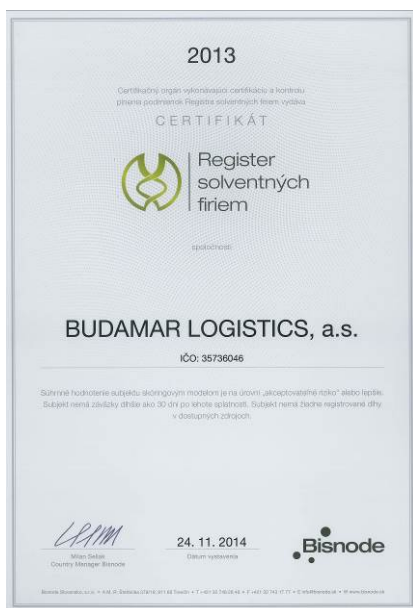 2013
Certifikačný orgán vykonávajúci certifikáciu a kontrolu
plnenia podmienok Registra solventných firiem vydáva
CERTIFIKÁT
Register
solventných
firiem
spoločnosti
BUDAMAR LOGISTICS, a.s.
IČO: 35736046
Súhrnné hodnotenie subjektu skóringovým modelom je na úrovni „akceptovateľné riziko" alebo lepšie.
Subjekt nemá záväzky dlhšie ako 30 dní po lehote splatnosti. Subjekt nemá žiadne registrované dlhy
v dostupných zdrojoch.
24. 11. 2014
Bisnode
Milan
Dátum vystavenia
Country Manager Bisnode
Bisnode Slovensko, s.r.o.